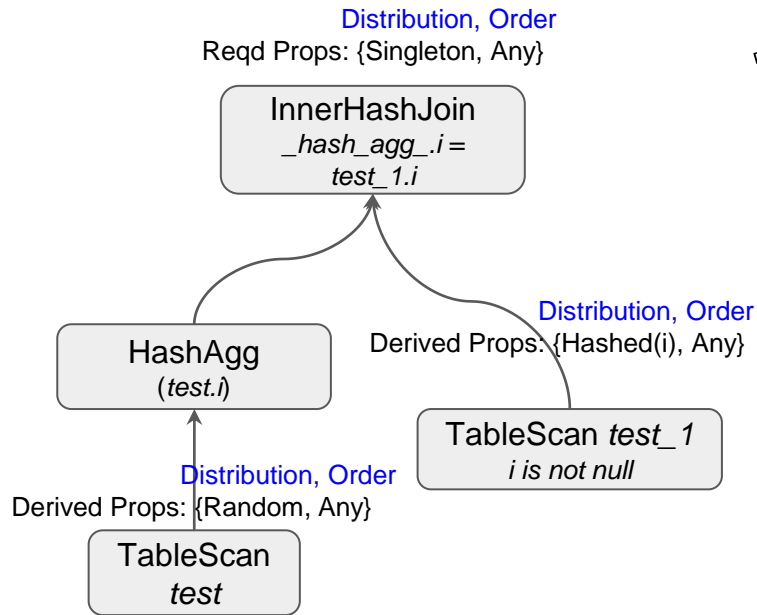 Distribution, Order
Reqd Props: {Singleton, Any}
InnerHashJoin
_hash_agg_.i =
test_1.i
Distribution, Order
Derived Props: {Hashed(i), Any}
HashAgg
(test.i)
TableScan test_1
i is not null
Distribution, Order
Derived Props: {Random, Any}
TableScan
test